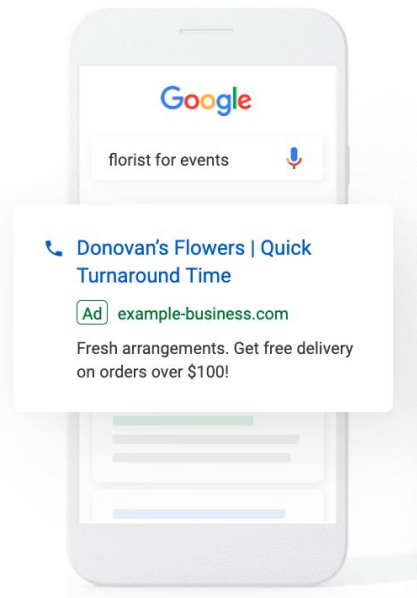 Google
florist for events
Donovan’s Flowers | Quick
Turnaround Time
Ad example-business.com
Fresh arrangements. Get free delivery
on orders over $100!